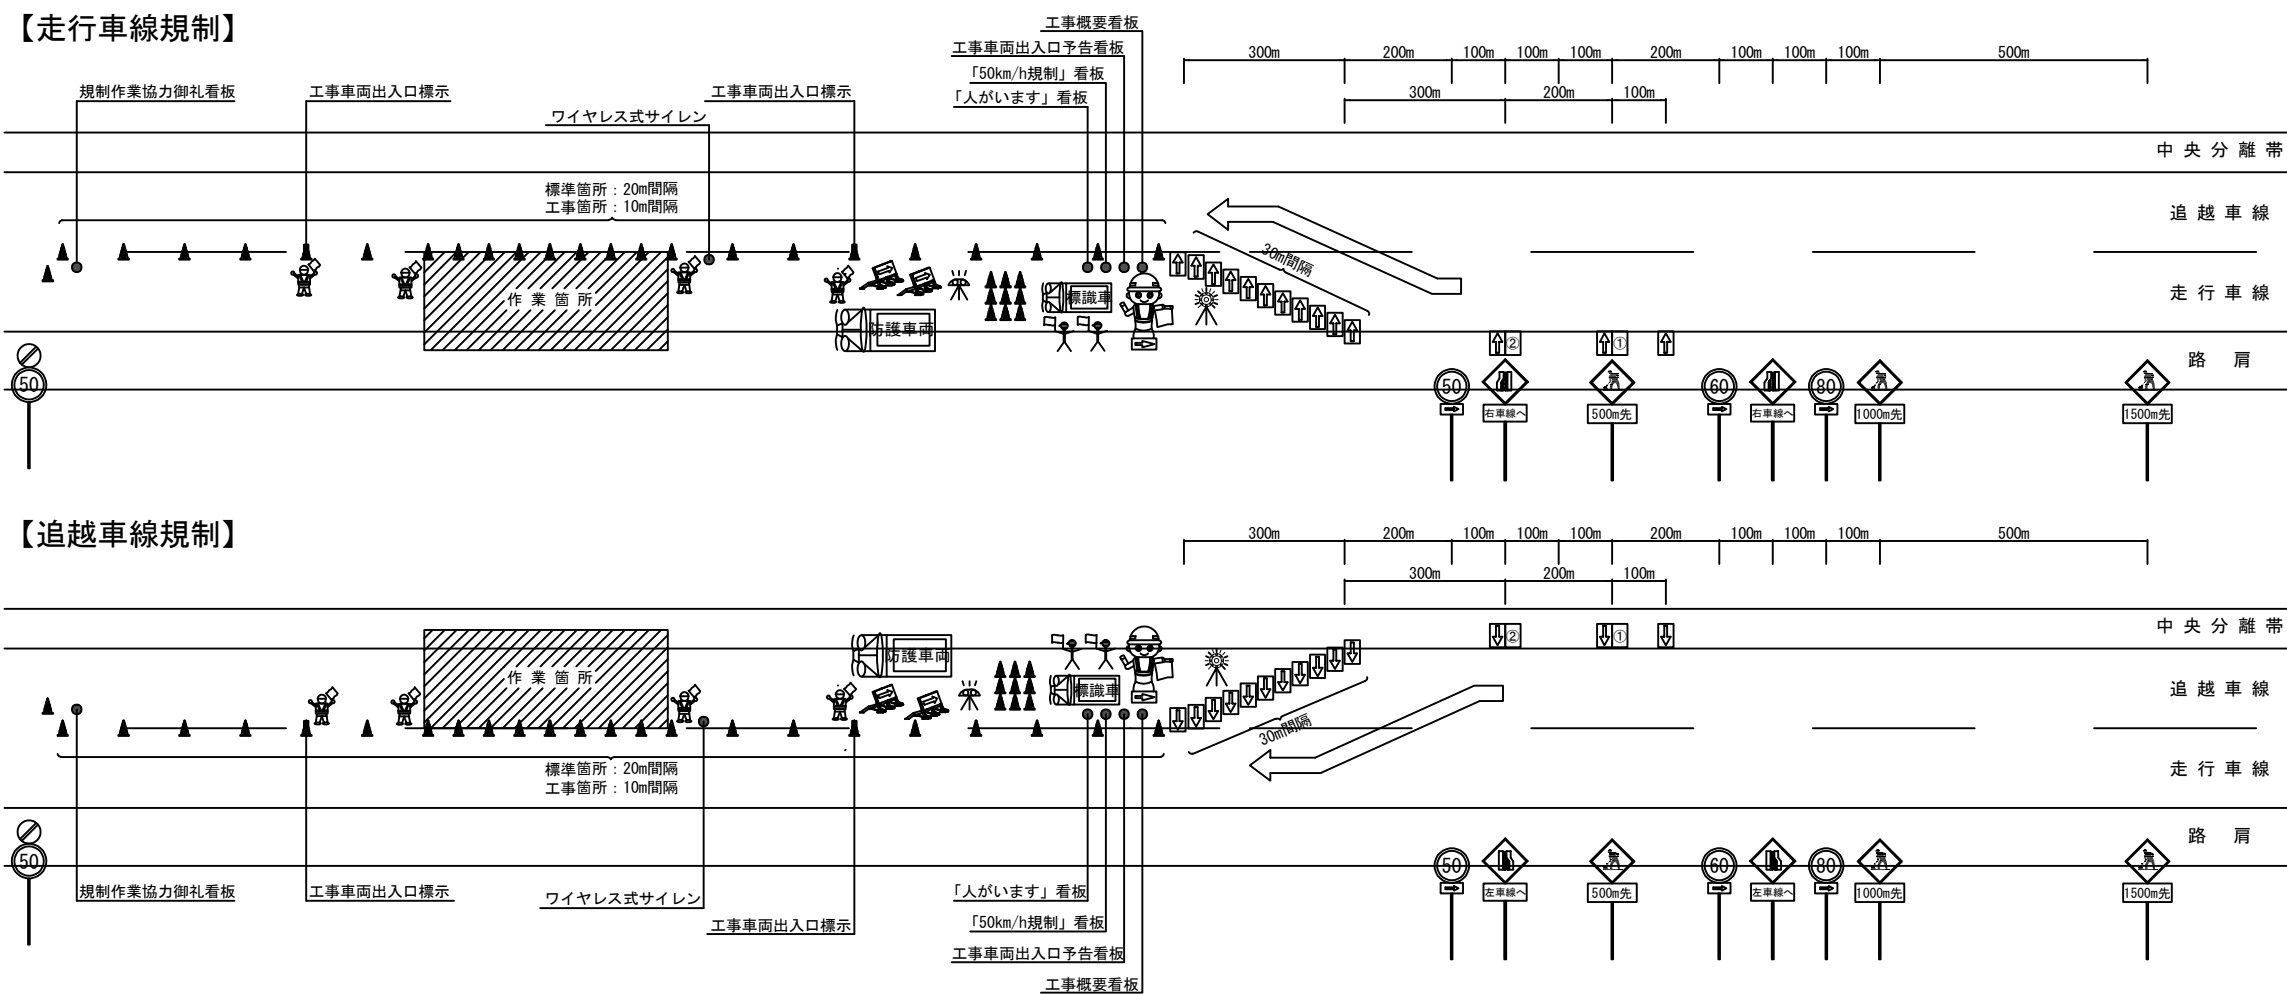 【走行車線規制】
工事概要看板
工事車両出入口予告看板
「50km/h規制」看板
「人がいます」看板
規制作業協力御礼看板
工事車両出入口標示
工事車両出入口標示
ワイヤレス式サイレン
300m 200m 100m 100m 100m 200m 100m 100m 100m 500m
300m 200m 100m
中央分離帯
標準箇所：20m間隔
工事箇所：10m間隔
追越車線
30m間隔
走行車線
作業箇所
標識車
防護車両
② ①
路肩
50
50 60 80
右車線へ 500m先 右車線へ 1000m先 1500m先
【追越車線規制】
300m 200m 100m 100m 100m 200m 100m 100m 100m 500m
300m 200m 100m
中央分離帯
② ①
防護車両
作業箇所
標識車
追越車線
30m間隔
標準箇所：20m間隔
工事箇所：10m間隔
走行車線
路肩
50
50 60 80
左車線へ 500m先 左車線へ 1000m先 1500m先
規制作業協力御礼看板
工事車両出入口標示
ワイヤレス式サイレン
工事車両出入口標示
「人がいます」看板
「50km/h規制」看板
工事車両出入口予告看板
工事概要看板